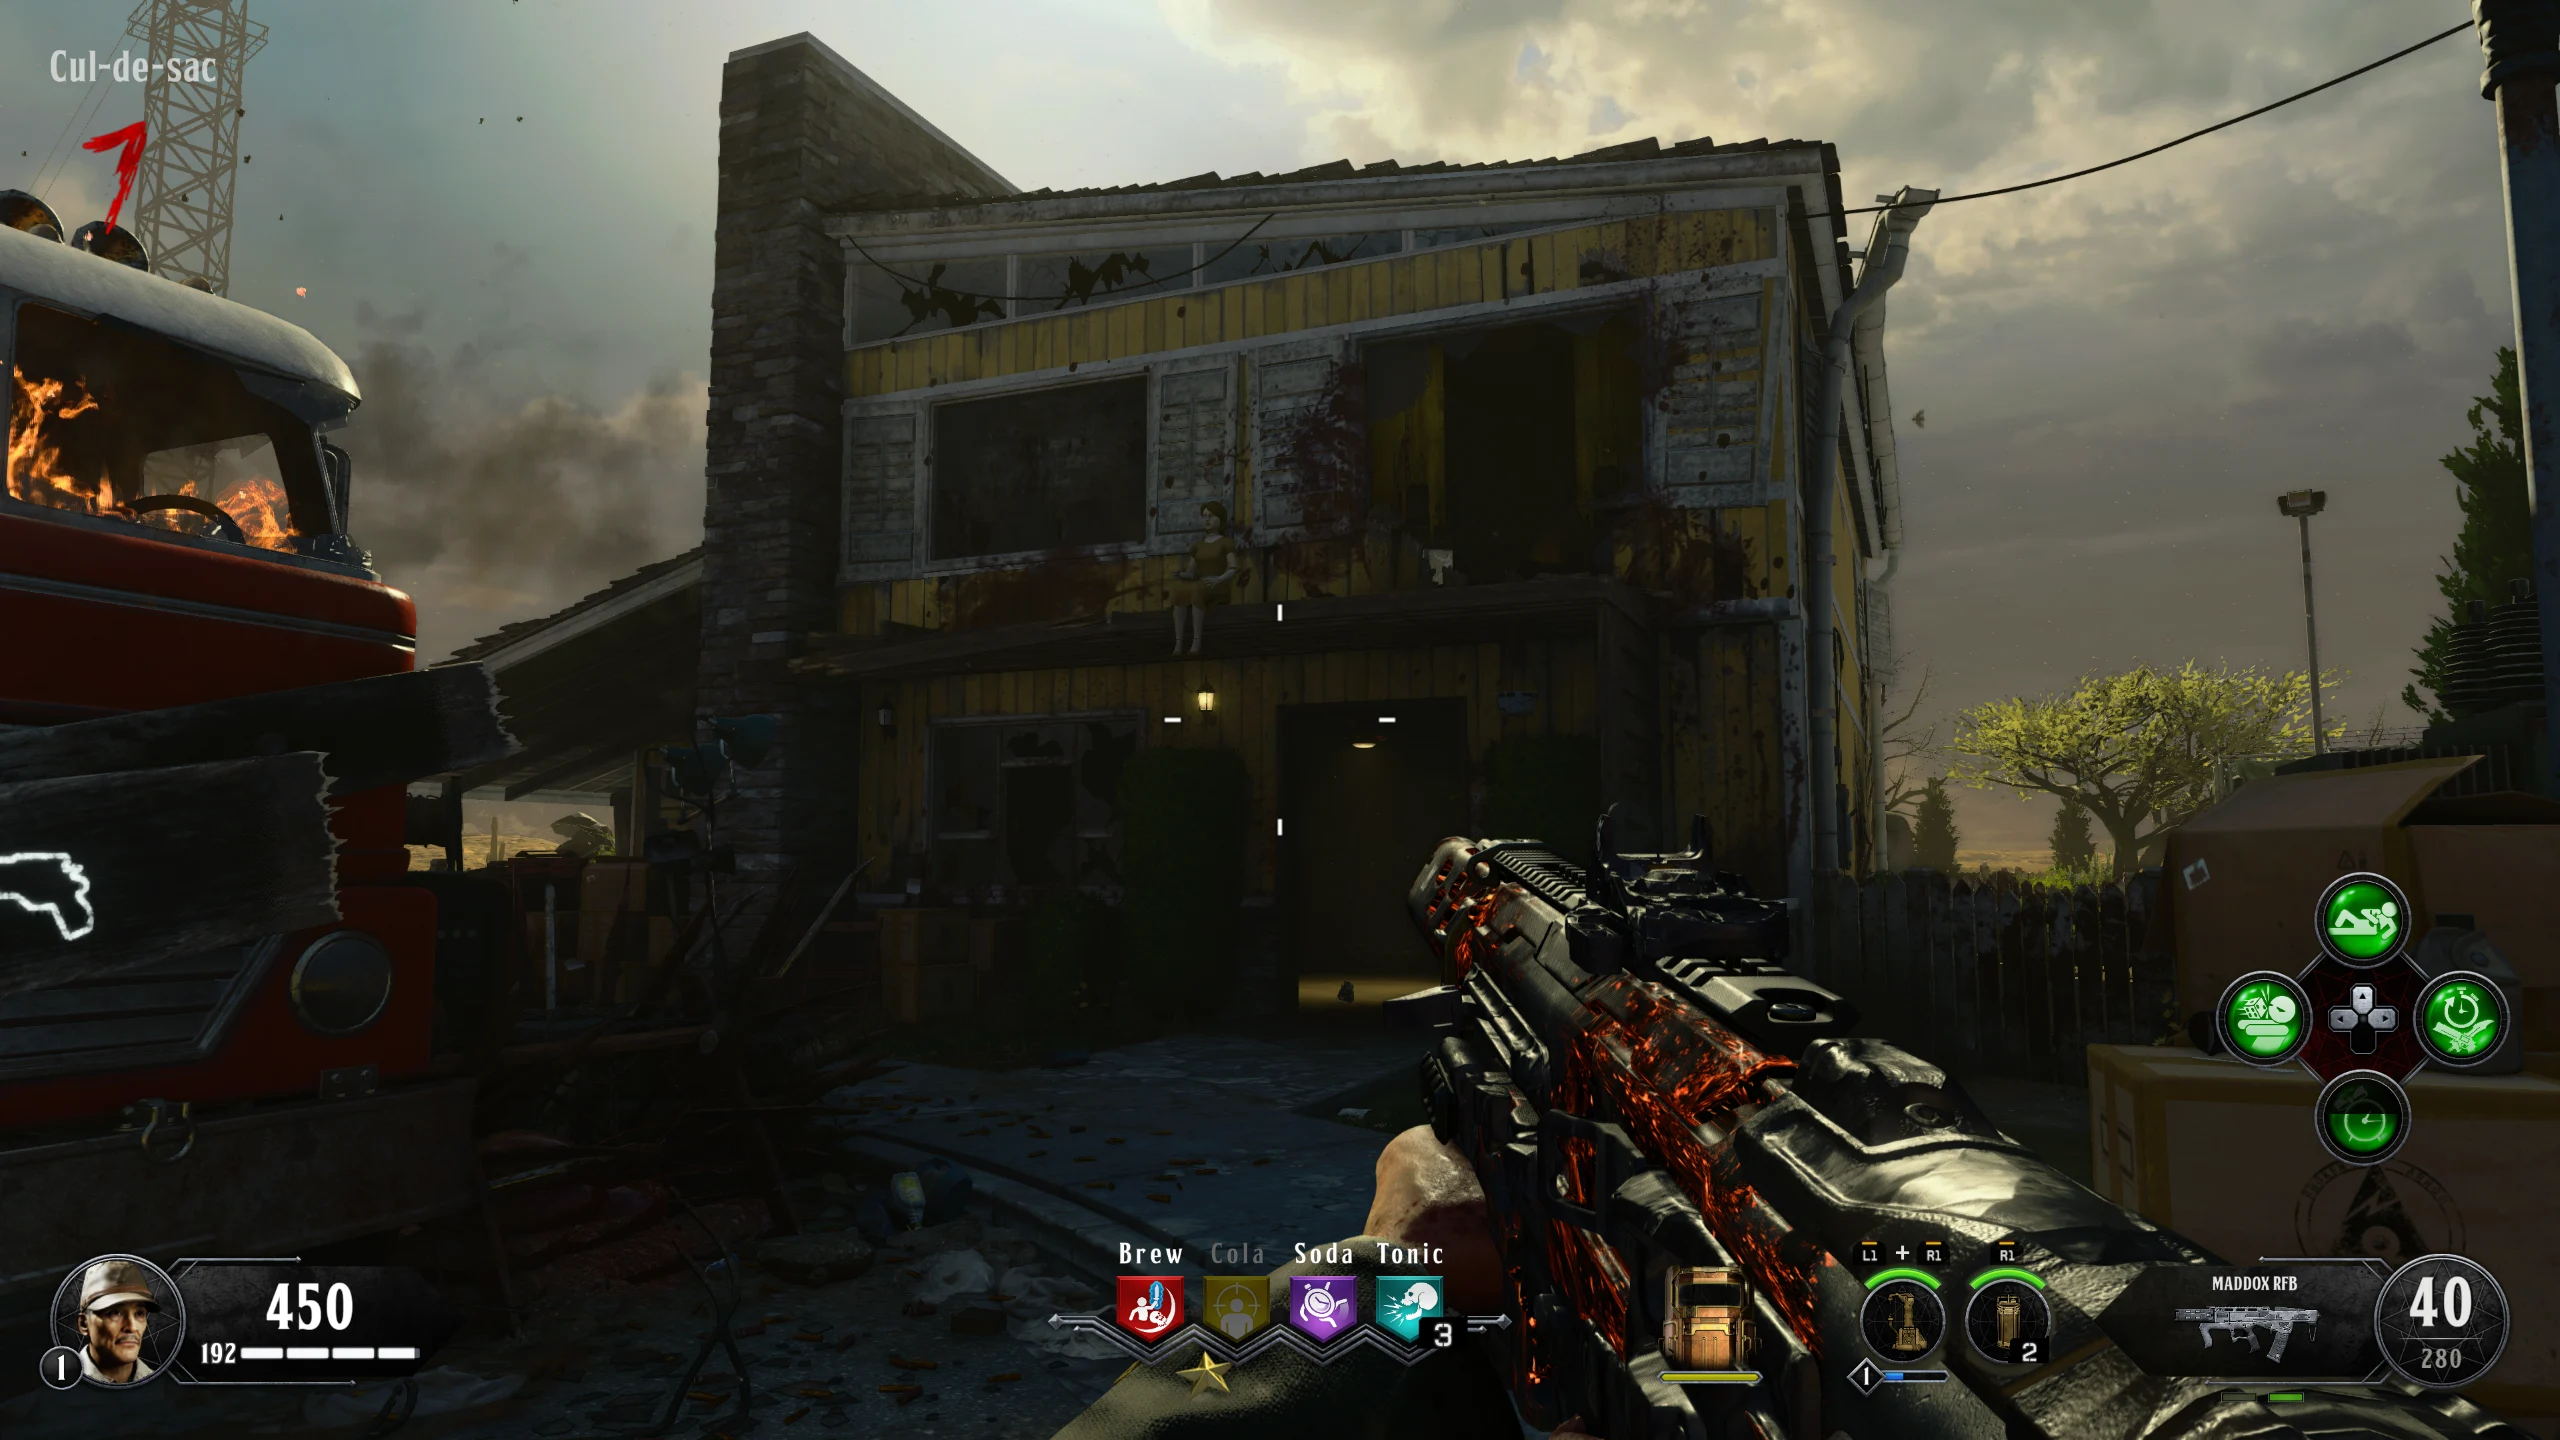 Cul-de-sac
Brew Cola Soda Tonic
L1 + R1
R1
450
192
1
3
1
2
MADDOX RFB
40
280